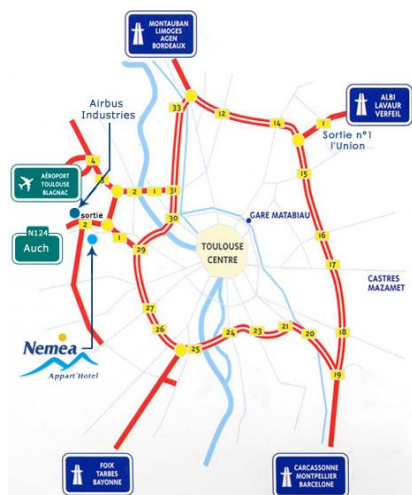 MONTAUBAN
LIMOGES
AGEN
BORDEAUX
ALBI
LAVAUR
VERFEIL
Airbus
Industries
33
12
14
1
Sortie n°1
l'Union
15
4
3
2
1
31
AÉROPORT
TOULOUSE
BLAGNAC
sortie
2
1
30
29
N124
Auch
GARE MATABIAU
TOULOUSE
CENTRE
16
17
CASTRES
MAZAMET
27
26
25
24
23
21
20
18
19
Nemea
Appart'Hotel
FOIX
TARBES
BAYONNE
CARCASSONNE
MONTPELLIER
BARCELONE